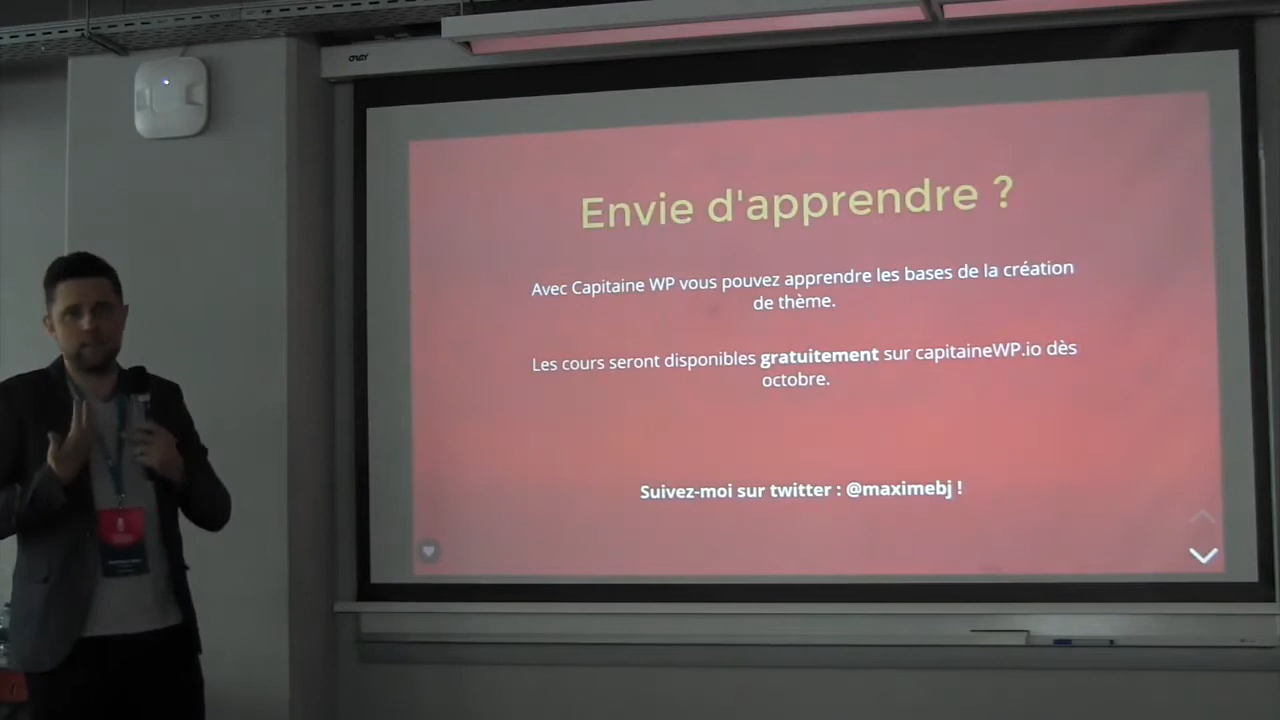 ORAY
Envie d'apprendre ?
Avec Capitaine WP vous pouvez apprendre les bases de la création
de thème.
Les cours seront disponibles gratuitement sur capitaineWP.io dès
octobre.
Suivez-moi sur twitter : @maximebj !